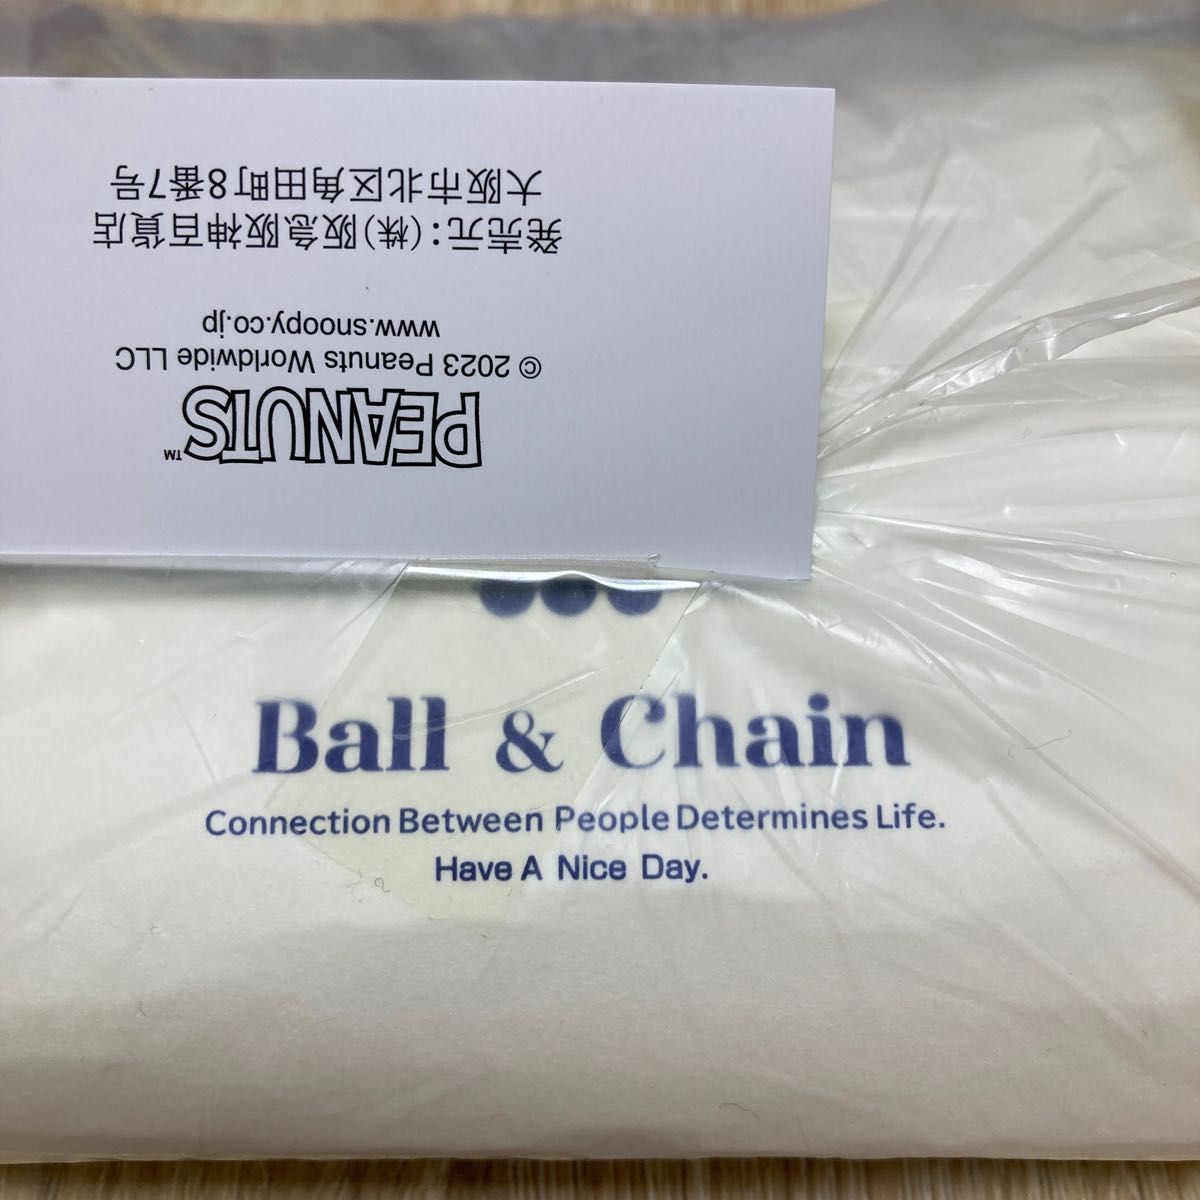 PEANUTS™
© 2023 Peanuts Worldwide LLC
www.snoopy.co.jp
発売元：(株)阪急阪神百貨店
大阪市北区角田町8番7号
Ball & Chain
Connection Between People Determines Life.
Have A Nice Day.